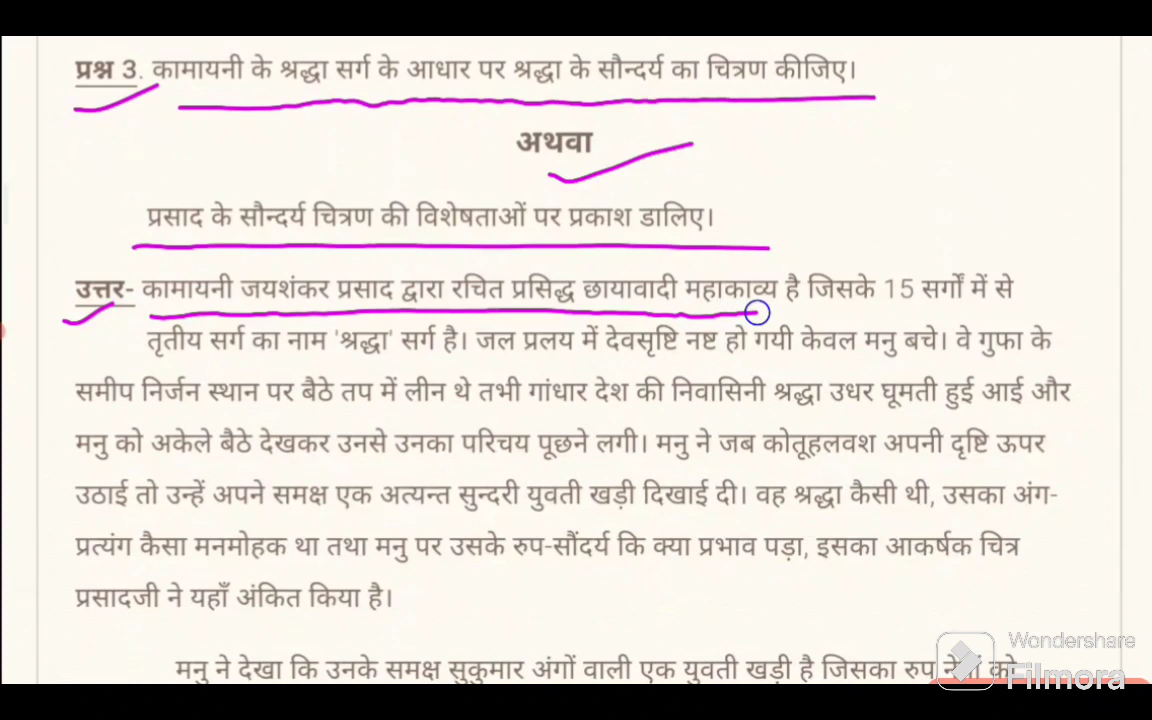 प्रश्न 3. कामायनी के श्रद्धा सर्ग के आधार पर श्रद्धा के सौन्दर्य का चित्रण कीजिए।
अथवा
प्रसाद के सौन्दर्य चित्रण की विशेषताओं पर प्रकाश डालिए।
उत्तर- कामायनी जयशंकर प्रसाद द्वारा रचित प्रसिद्ध छायावादी महाकाव्य है जिसके 15 सर्गों में से
तृतीय सर्ग का नाम 'श्रद्धा' सर्ग है। जल प्रलय में देवसृष्टि नष्ट हो गयी केवल मनु बचे। वे गुफा के
समीप निर्जन स्थान पर बैठे तप में लीन थे तभी गांधार देश की निवासिनी श्रद्धा उधर घूमती हुई आई और
मनु को अकेले बैठे देखकर उनसे उनका परिचय पूछने लगी। मनु ने जब कोतूहलवश अपनी दृष्टि ऊपर
उठाई तो उन्हें अपने समक्ष एक अत्यन्त सुन्दरी युवती खड़ी दिखाई दी। वह श्रद्धा कैसी थी, उसका अंग-
प्रत्यंग कैसा मनमोहक था तथा मनु पर उसके रुप-सौंदर्य कि क्या प्रभाव पड़ा, इसका आकर्षक चित्र
प्रसादजी ने यहाँ अंकित किया है।
मनु ने देखा कि उनके समक्ष सुकुमार अंगों वाली एक युवती खड़ी है जिसका रुप को
Wondershare
Filmora